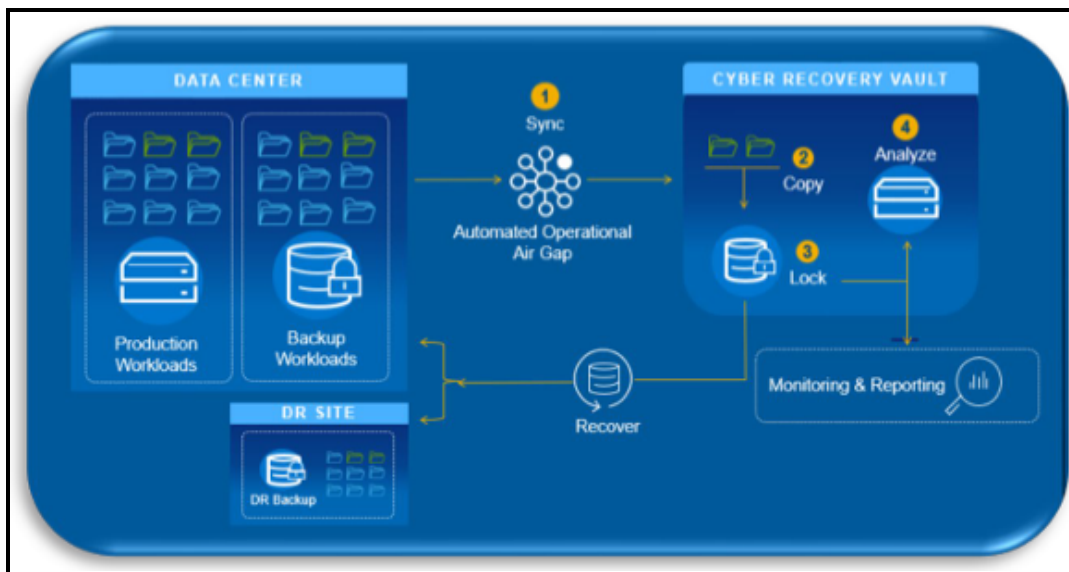 DATA CENTER
Production
Workloads
Backup
Workloads
1
Sync
Automated Operational
Air Gap
CYBER RECOVERY VAULT
2
Copy
3
Lock
4
Analyze
Monitoring & Reporting
Recover
DR SITE
DR Backup